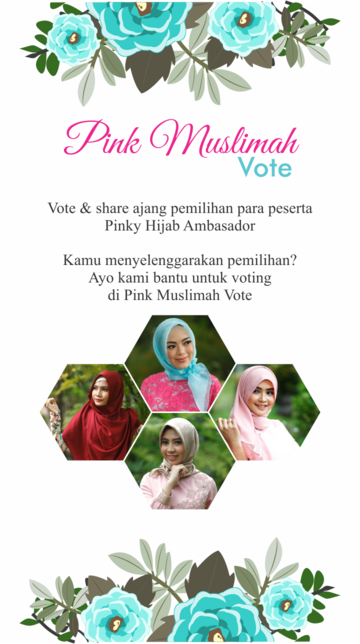 Pink Muslimah
Vote
Vote & share ajang pemilihan para peserta
Pinky Hijab Ambasador
Kamu menyelenggarakan pemilihan?
Ayo kami bantu untuk voting
di Pink Muslimah Vote